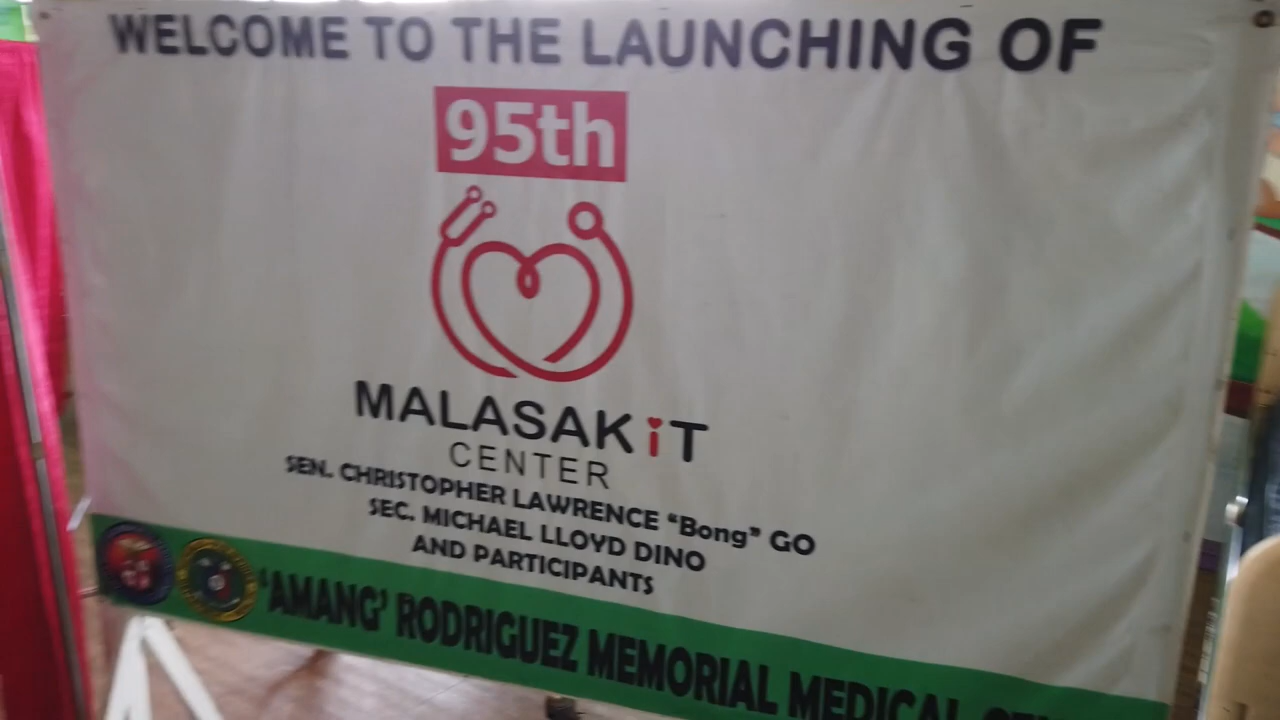 WELCOME TO THE LAUNCHING OF
95th
MALASAKiT
CENTER
SEN. CHRISTOPHER LAWRENCE "Bong" GO
SEC. MICHAEL LLOYD DINO
AND PARTICIPANTS
'AMANG' RODRIGUEZ MEMORIAL MEDICAL